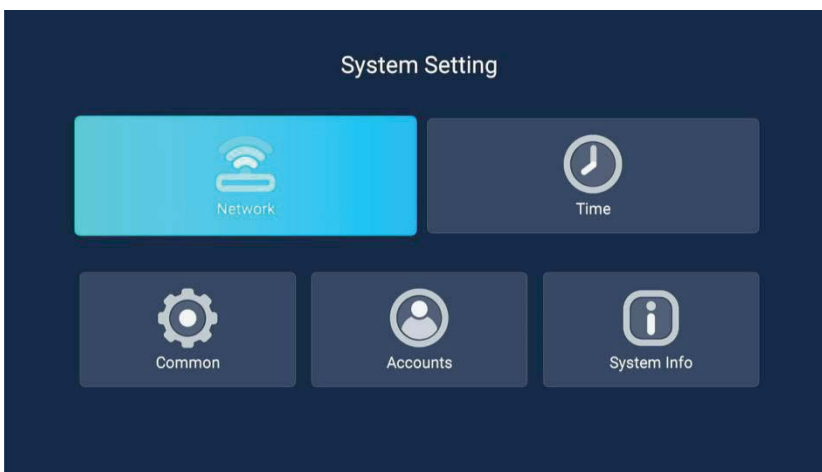 System Setting
Network
Time
Common
Accounts
System Info